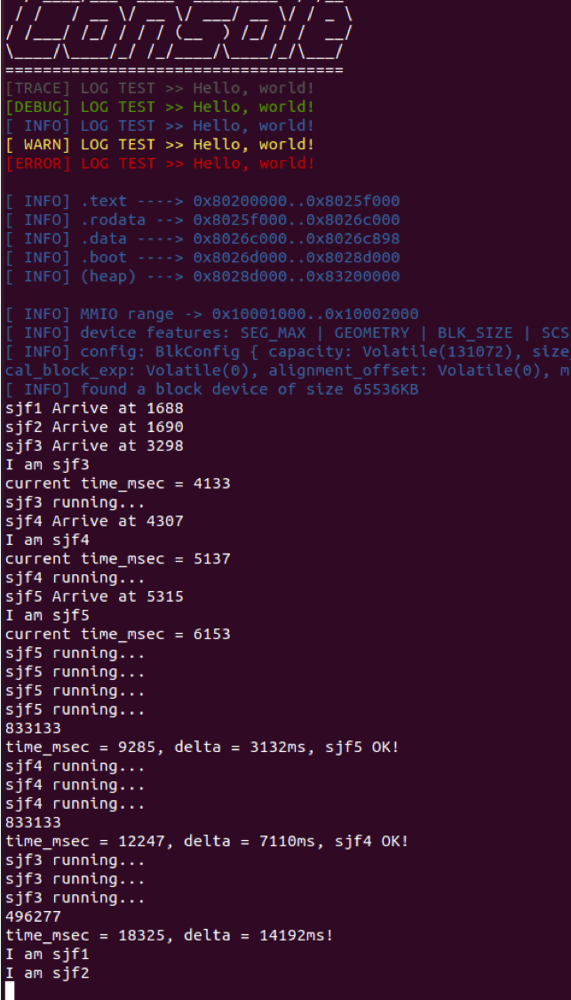 Console
========================================
[TRACE] LOG TEST >> Hello, world!
[DEBUG] LOG TEST >> Hello, world!
[ INFO] LOG TEST >> Hello, world!
[ WARN] LOG TEST >> Hello, world!
[ERROR] LOG TEST >> Hello, world!
[ INFO] .text ----> 0x80200000..0x8025f000
[ INFO] .rodata --> 0x8025f000..0x8026c000
[ INFO] .data ----> 0x8026c000..0x8026c898
[ INFO] .boot ----> 0x8026d000..0x8028d000
[ INFO] (heap) ---> 0x8028d000..0x83200000
[ INFO] MMIO range -> 0x10001000..0x10002000
[ INFO] device features: SEG_MAX | GEOMETRY | BLK_SIZE | SCS
[ INFO] config: BlkConfig { capacity: Volatile(131072), size
cal_block_exp: Volatile(0), alignment_offset: Volatile(0), m
[ INFO] found a block device of size 65536KB
sjf1 Arrive at 1688
sjf2 Arrive at 1690
sjf3 Arrive at 3298
I am sjf3
current time_msec = 4133
sjf3 running...
sjf4 Arrive at 4307
I am sjf4
current time_msec = 5137
sjf4 running...
sjf5 Arrive at 5315
I am sjf5
current time_msec = 6153
sjf5 running...
sjf5 running...
sjf5 running...
sjf5 running...
833133
time_msec = 9285, delta = 3132ms, sjf5 OK!
sjf4 running...
sjf4 running...
sjf4 running...
833133
time_msec = 12247, delta = 7110ms, sjf4 OK!
sjf3 running...
sjf3 running...
sjf3 running...
496277
time_msec = 18325, delta = 14192ms!
I am sjf1
I am sjf2